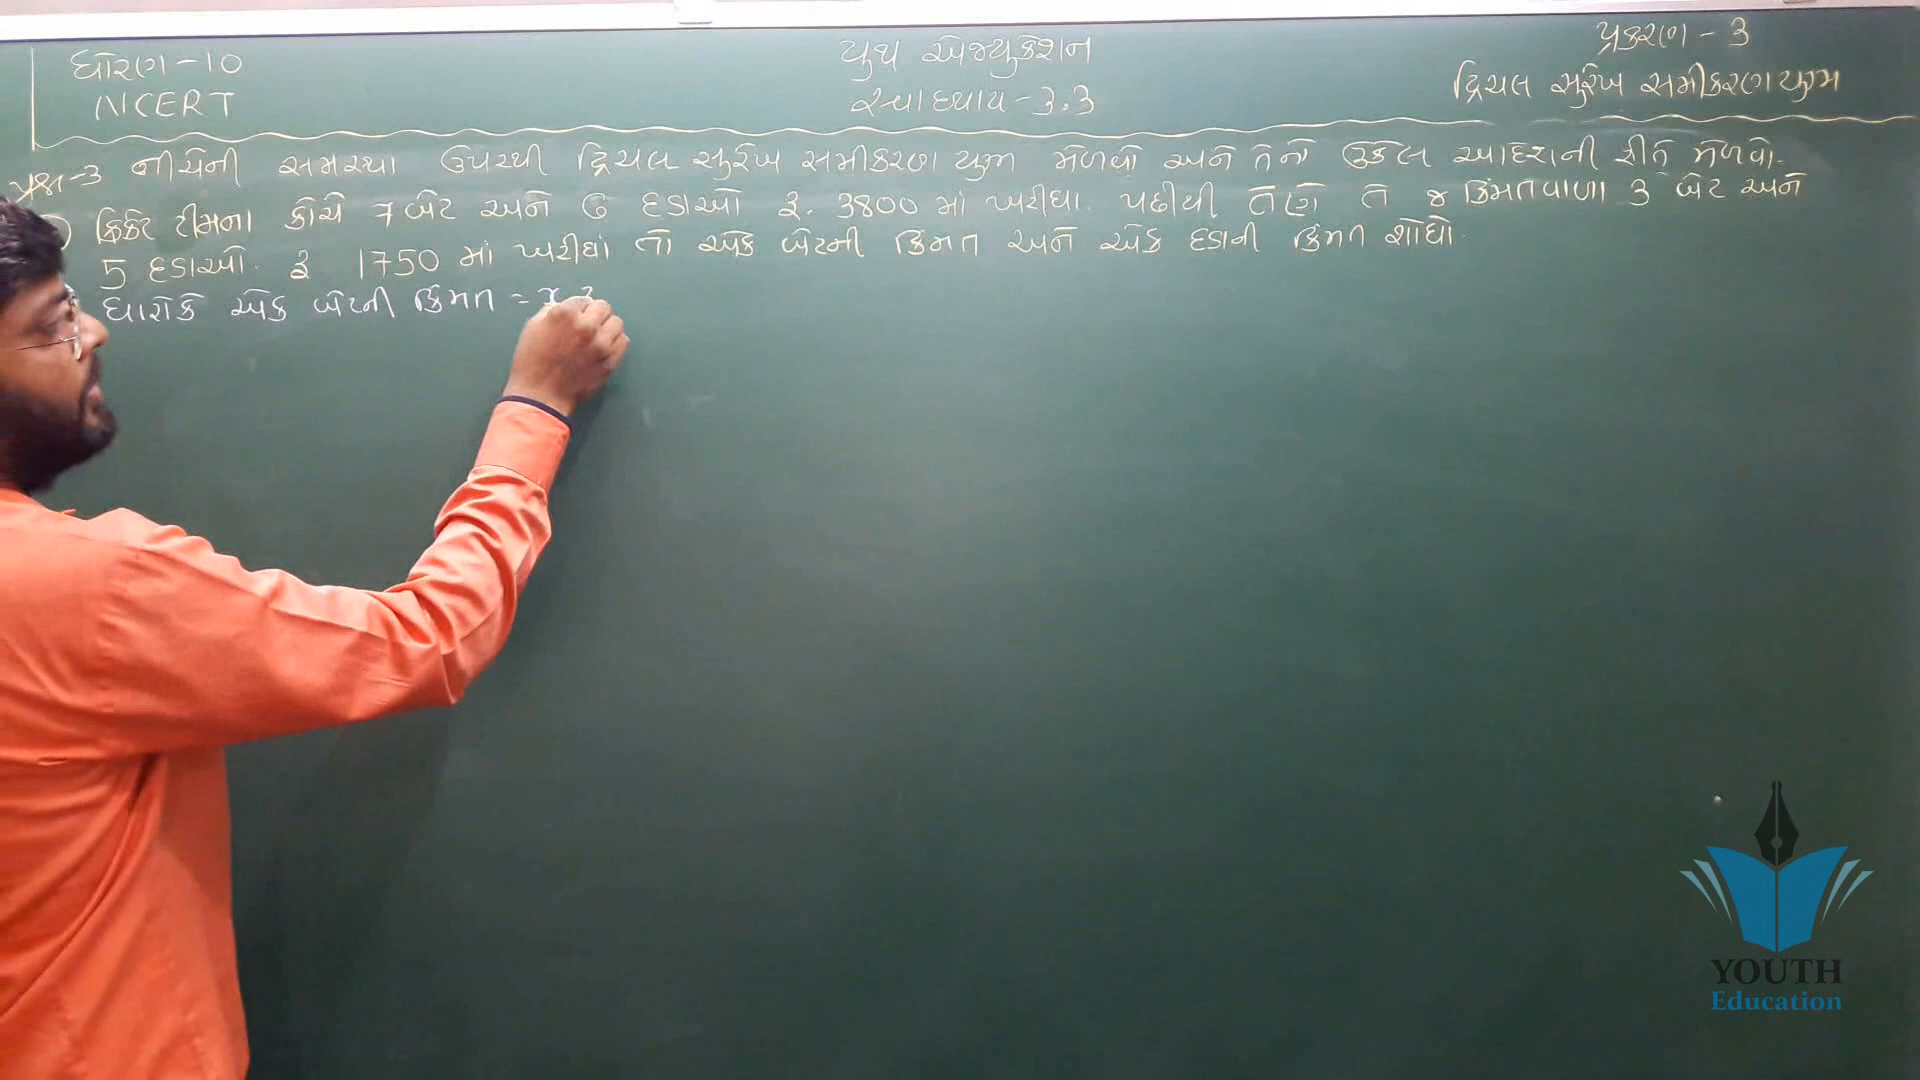 ધોરણ-10
NCERT
યુથ એજ્યુકેશન
સ્વાધ્યાય-3.3
પ્રકરણ-3
દ્વિચલ સુરેખ સમીકરણયુગ્મ
પ્રશ્ન-3 નીચેની સમસ્યા ઉપરથી દ્વિચલ સુરેખ સમીકરણ યુગ્મ મેળવો અને તેનો ઉકેલ આદેશની રીતે મેળવો.
ક્રિકેટ ટીમના કોચે 7 બેટ અને 6 દડાઓ રૂ. 3800 માં ખરીદ્યા. પછીથી તેણે તે જ કિંમતવાળા 3 બેટ અને
5 દડાઓ. રૂ 1750 માં ખરીદ્યાં તો એક બેટની કિંમત અને એક દડાની કિંમત શોધો.
ધારોકે એક બેટની કિંમત = x રૂ
YOUTH
Education